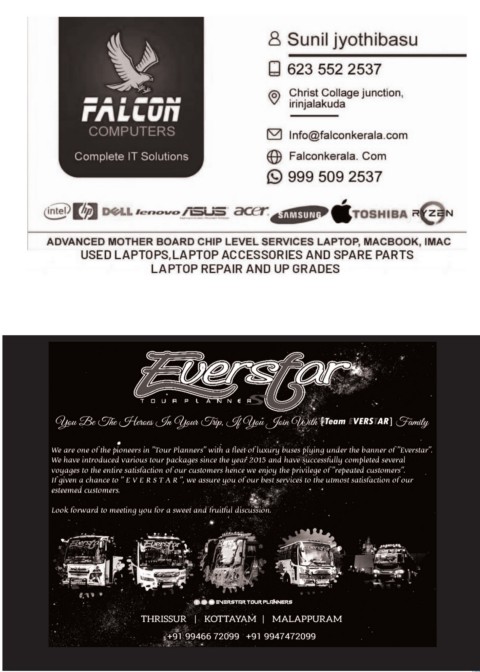 FALCON
COMPUTERS
Complete IT Solutions
Sunil jyothibasu
623 552 2537
Christ Collage junction,
irinjalakuda
Info@falconkerala.com
Falconkerala. Com
999 509 2537
intel hp DELL lenovo ASUS acer SAMSUNG TOSHIBA RYZEN
ADVANCED MOTHER BOARD CHIP LEVEL SERVICES LAPTOP, MACBOOK, IMAC
USED LAPTOPS,LAPTOP ACCESSORIES AND SPARE PARTS
LAPTOP REPAIR AND UP GRADES
Everstar
TOURPLANNERS
You Be The Heroes In Your Trip, If You Join With [Team EVERSTAR] Family
We are one of the pioneers in "Tour Planners" with a fleet of luxury buses plying under the banner of "Everstar".
We have introduced various tour packages since the year 2015 and have successfully completed several
voyages to the entire satisfaction of our customers hence we enjoy the privilege of "repeated customers".
If given a chance to " E V E R S T A R ", we assure you of our best services to the utmost satisfaction of our
esteemed customers.
Look forward to meeting you for a sweet and fruitful discussion.
EVERSTAR TOUR PLANNERS
THRISSUR | KOTTAYAM | MALAPPURAM
+91 99466 72099 +91 9947472099